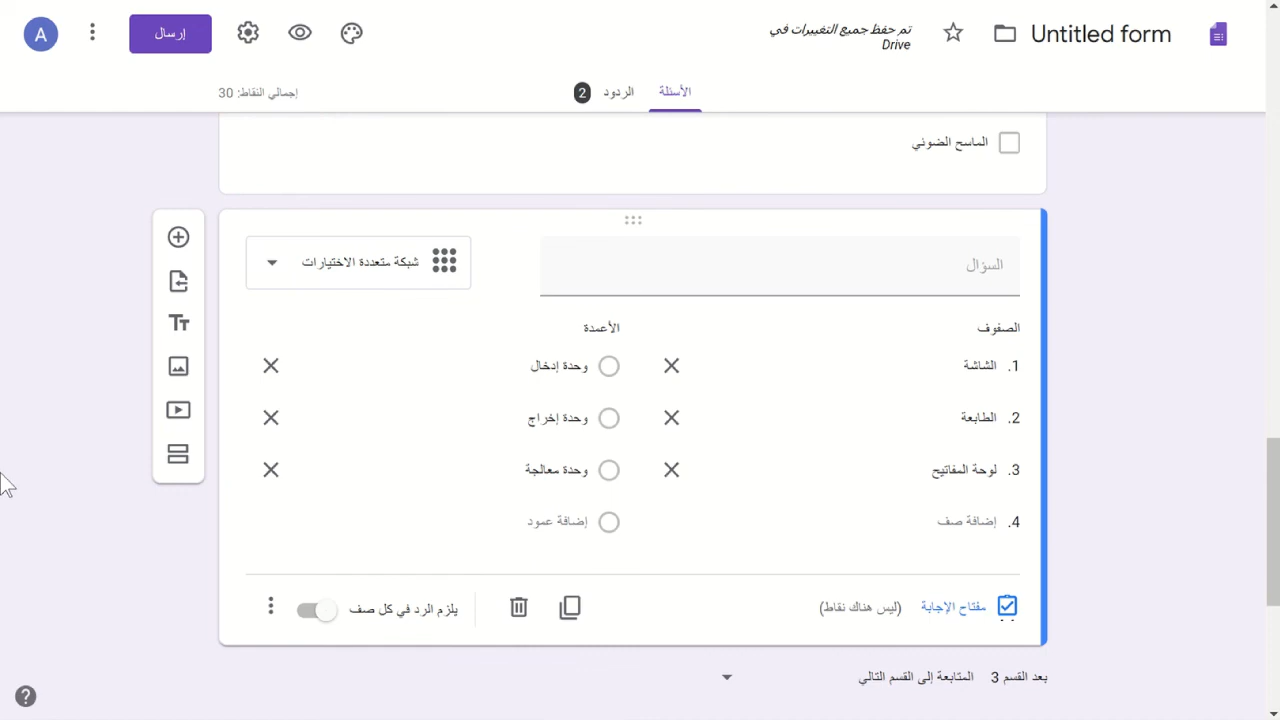 Untitled form
تم حفظ جميع التغييرات في
Drive
إرسال
A
الأسئلة
الردود 2
إجمالي النقاط: 30
الماسح الضوئي
السؤال
شبكة متعددة الاختيارات
الصفوف
الأعمدة
1. الشاشة
وحدة إدخال
2. الطابعة
وحدة إخراج
3. لوحة المفاتيح
وحدة معالجة
4. إضافة صف
إضافة عمود
مفتاح الإجابة (ليس هناك نقاط)
يلزم الرد في كل صف
بعد القسم 3 المتابعة إلى القسم التالي